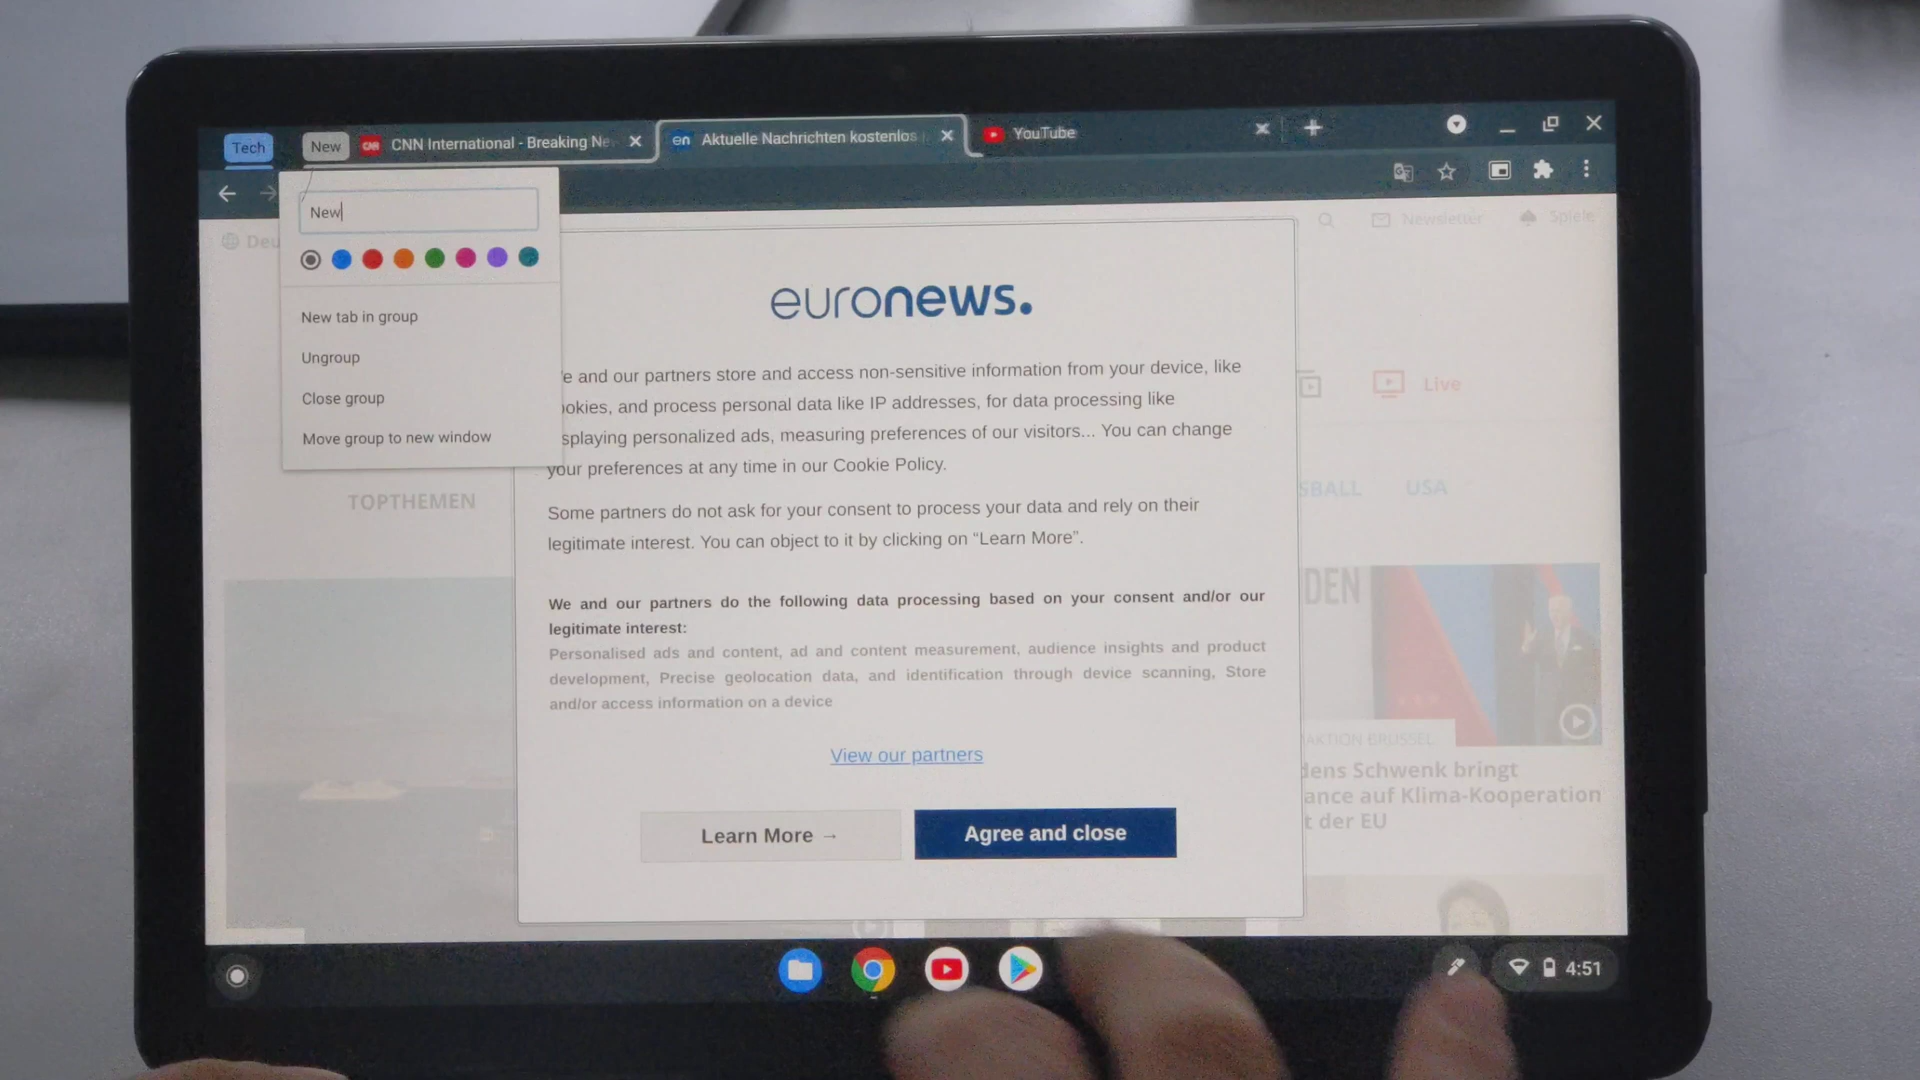 Tech
New
CNN International - Breaking Ne
en
Aktuelle Nachrichten kostenlos
YouTube
New
New tab in group
Ungroup
Close group
Move group to new window
Deu
Newsletter
Spiele
euronews.
e and our partners store and access non-sensitive information from your device, like
ookies, and process personal data like IP addresses, for data processing like
splaying personalized ads, measuring preferences of our visitors... You can change
your preferences at any time in our Cookie Policy.
Live
Some partners do not ask for your consent to process your data and rely on their
legitimate interest. You can object to it by clicking on “Learn More”.
TOPTHEMEN
SBALL
USA
We and our partners do the following data processing based on your consent and/or our
legitimate interest:
Personalised ads and content, ad and content measurement, audience insights and product
development, Precise geolocation data, and identification through device scanning, Store
and/or access information on a device
View our partners
Learn More →
Agree and close
DEN
AKTION BRÜSSEL
dens Schwenk bringt
ance auf Klima-Kooperation
t der EU
4:51